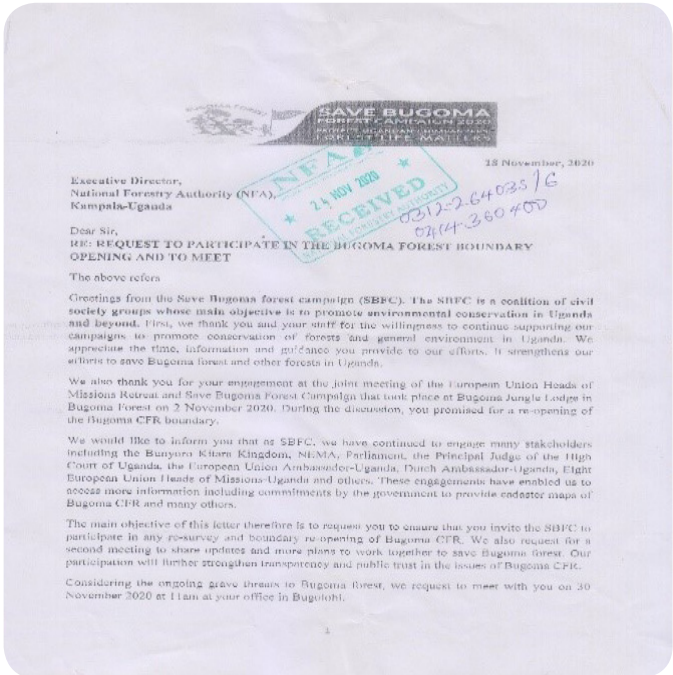 SAVE BUGOMA
FOREST CAMPAIGN 2020
18 November, 2020
Executive Director,
National Forestry Authority (NFA),
Kampala-Uganda
NFA
24 NOV 2020
RECEIVED
NATIONAL FORESTRY AUTHORITY
0312-264035/6
0414-360400
Dear Sir,
RE: REQUEST TO PARTICIPATE IN THE BUGOMA FOREST BOUNDARY
OPENING AND TO MEET
The above refers
Greetings from the Save Bugoma forest campaign (SBFC). The SBFC is a coalition of civil
society groups whose main objective is to promote environmental conservation in Uganda
and beyond. First, we thank you and your staff for the willingness to continue supporting our
campaigns to promote conservation of forests and general environment in Uganda. We
appreciate the time, information and guidance you provide to our efforts. It strengthens our
efforts to save Bugoma forest and other forests in Uganda.
We also thank you for your engagement at the joint meeting of the European Union Heads of
Missions Retreat and Save Bugoma Forest Campaign that took place at Bugoma Jungle Lodge in
Bugoma Forest on 2 November 2020. During the discussion, you promised for a re-opening of
the Bugoma CFR boundary.
We would like to inform you that as SBFC, we have continued to engage many stakeholders
including the Bunyoro Kitara Kingdom, NEMA, Parliament, the Principal Judge of the High
Court of Uganda, the European Union Ambassador-Uganda, Dutch Ambassador-Uganda, Eight
European Union Heads of Missions-Uganda and others. These engagements have enabled us to
access more information including commitments by the government to provide cadaster maps of
Bugoma CFR and many others.
The main objective of this letter therefore is to request you to ensure that you invite the SBFC to
participate in any re-survey and boundary re-opening of Bugoma CFR. We also request for a
second meeting to share updates and more plans to work together to save Bugoma forest. Our
participation will further strengthen transparency and public trust in the issues of Bugoma CFR.
Considering the ongoing grave threats to Bugoma forest, we request to meet with you on 30
November 2020 at 11am at your office in Bugolobi.
1